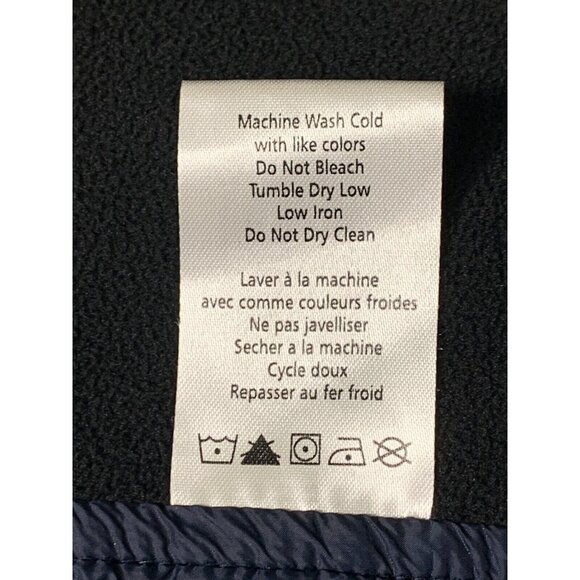 Machine Wash Cold
with like colors
Do Not Bleach
Tumble Dry Low
Low Iron
Do Not Dry Clean
Laver à la machine
avec comme couleurs froides
Ne pas javelliser
Secher a la machine
Cycle doux
Repasser au fer froid